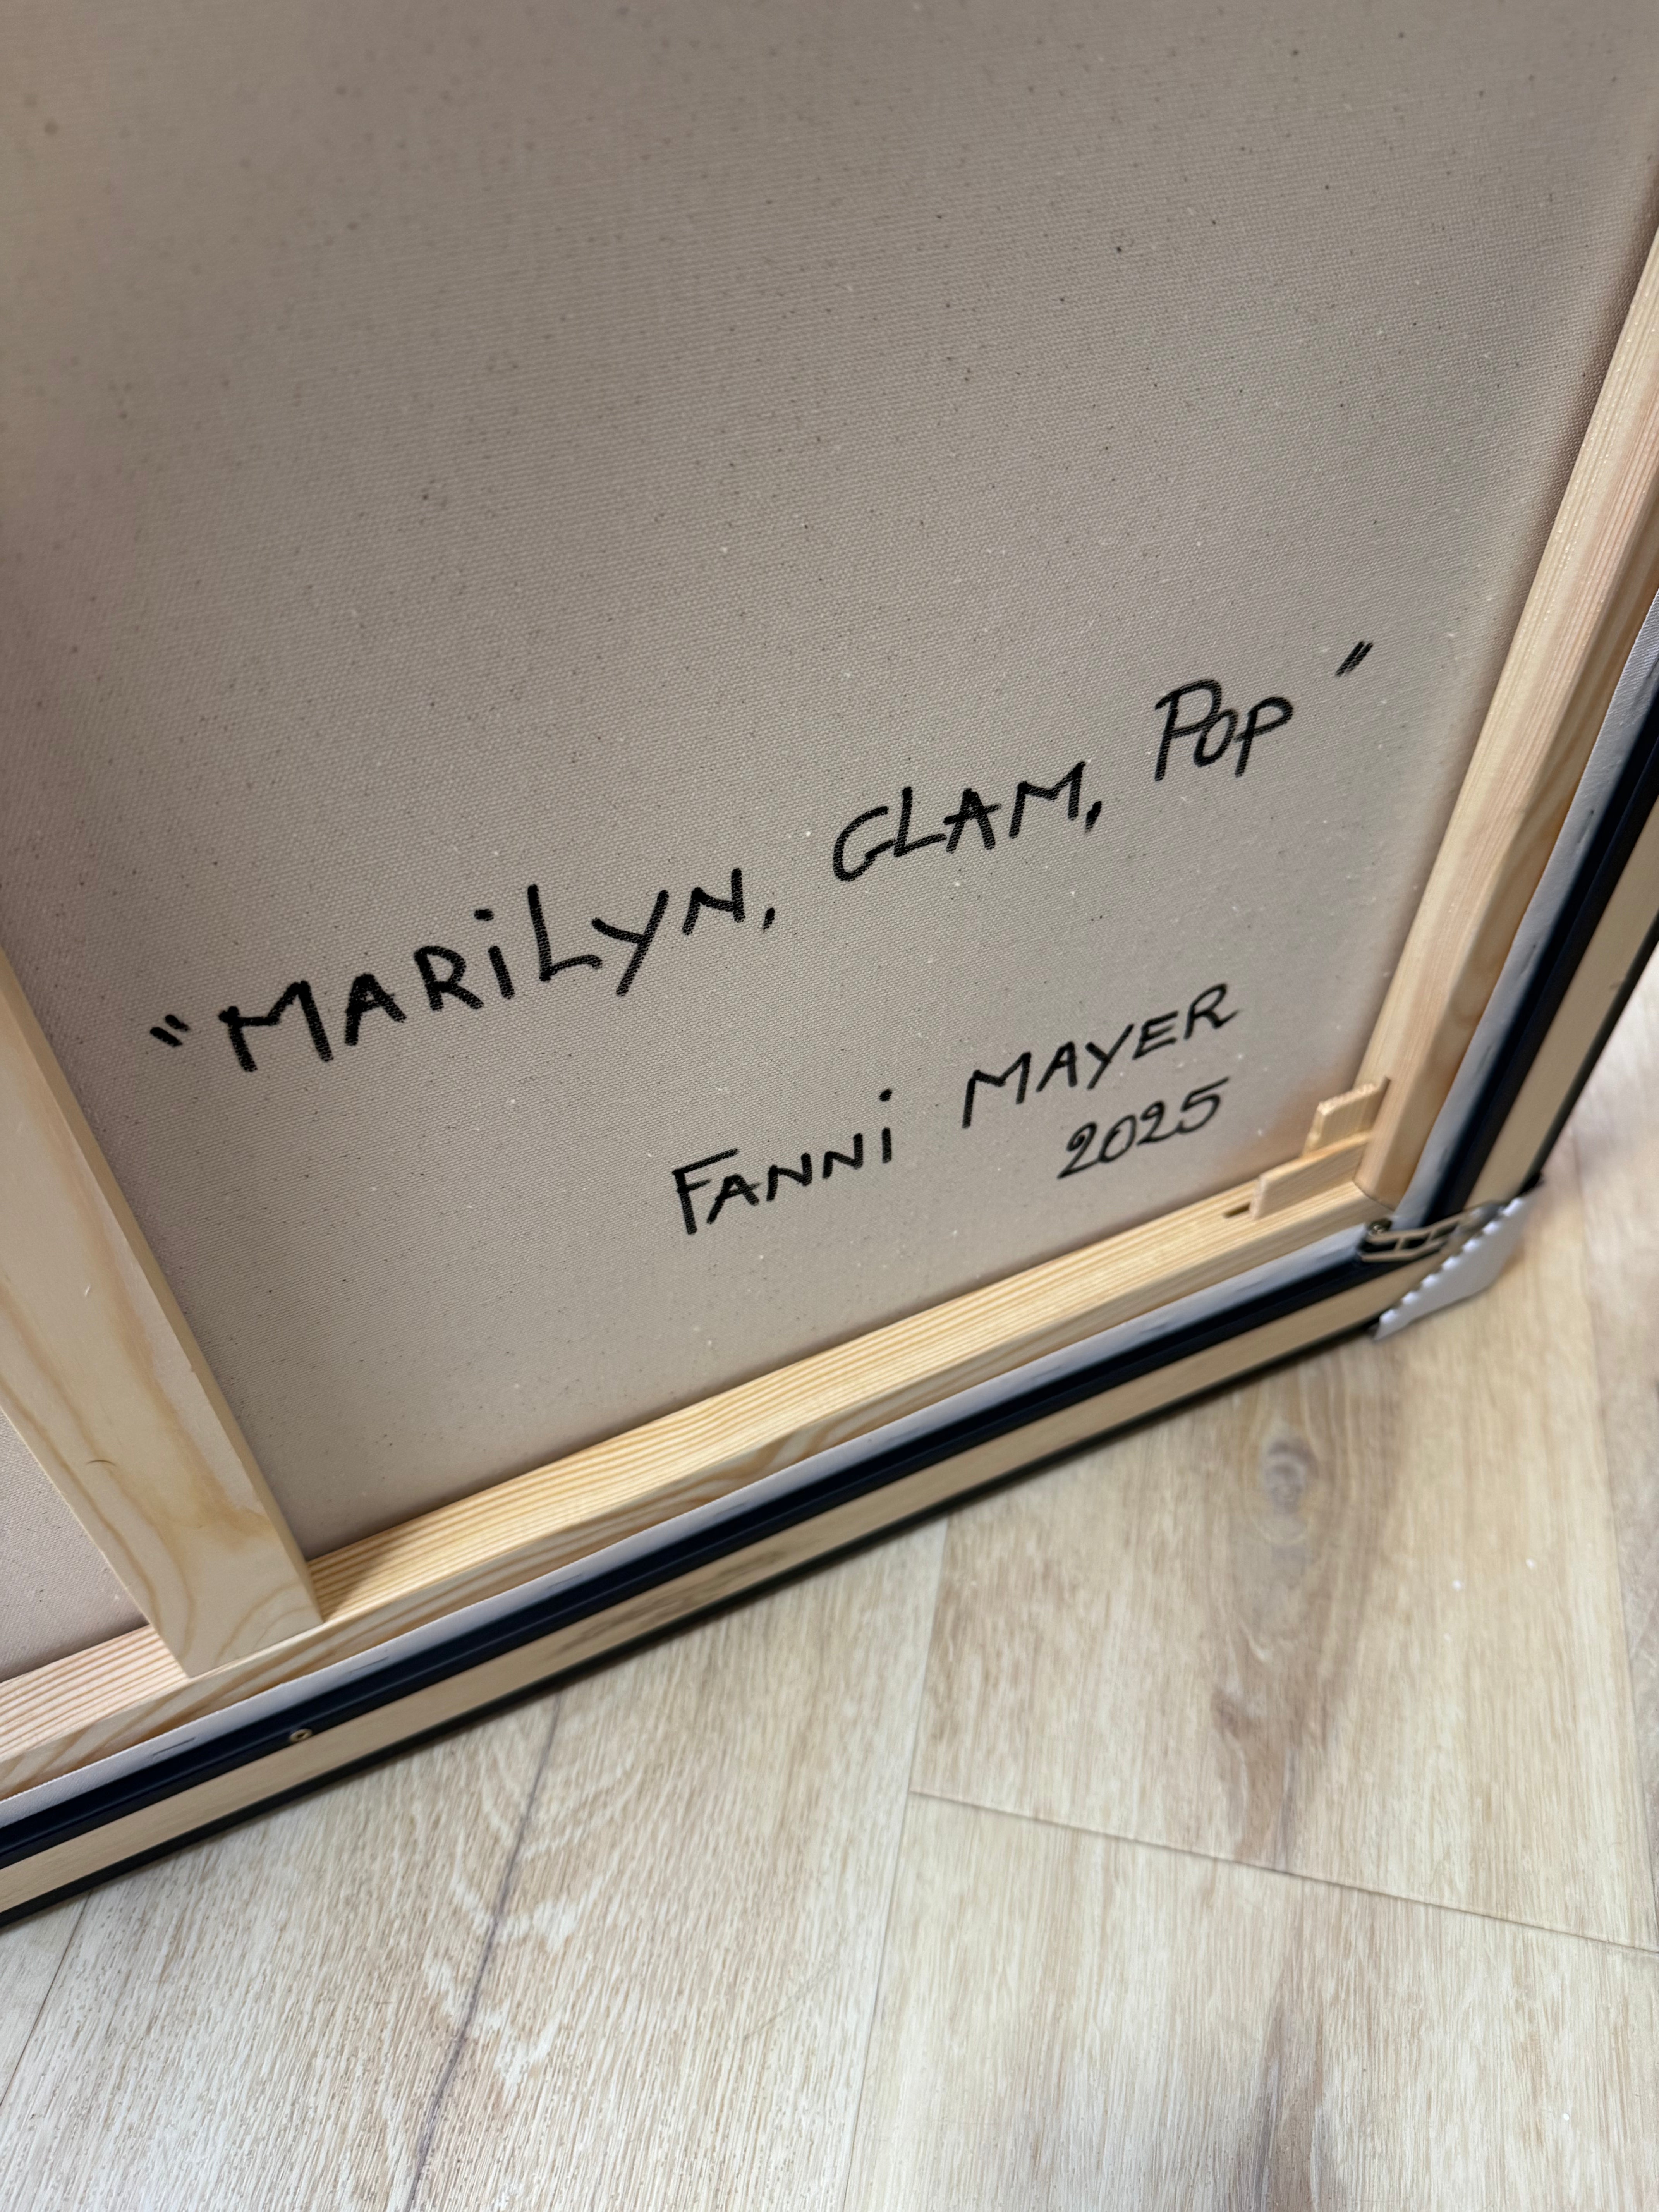 "MARiLyN, GLAM, Pop"
FANNi MAYER
2025